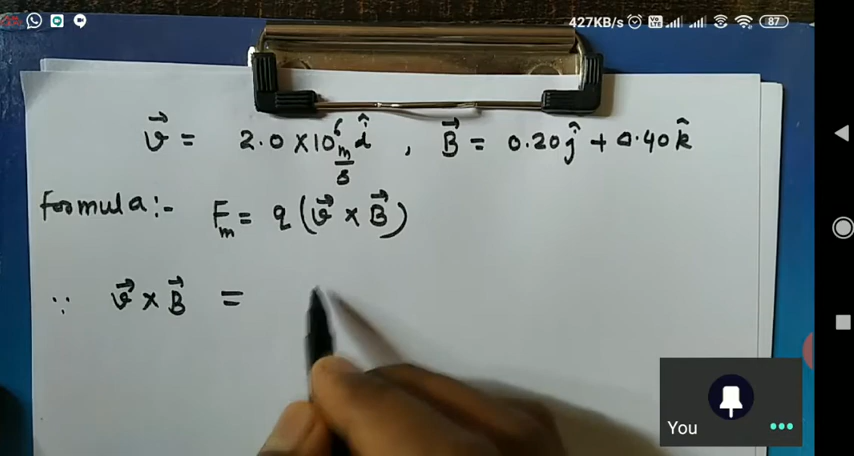 427KB/s 87
v⃗ = 2.0 × 10⁶ m/s î , B⃗ = 0.20ĵ + 0.40k̂
Formula:- Fₘ = q(v⃗ × B⃗)
∵ v⃗ × B⃗ =
You